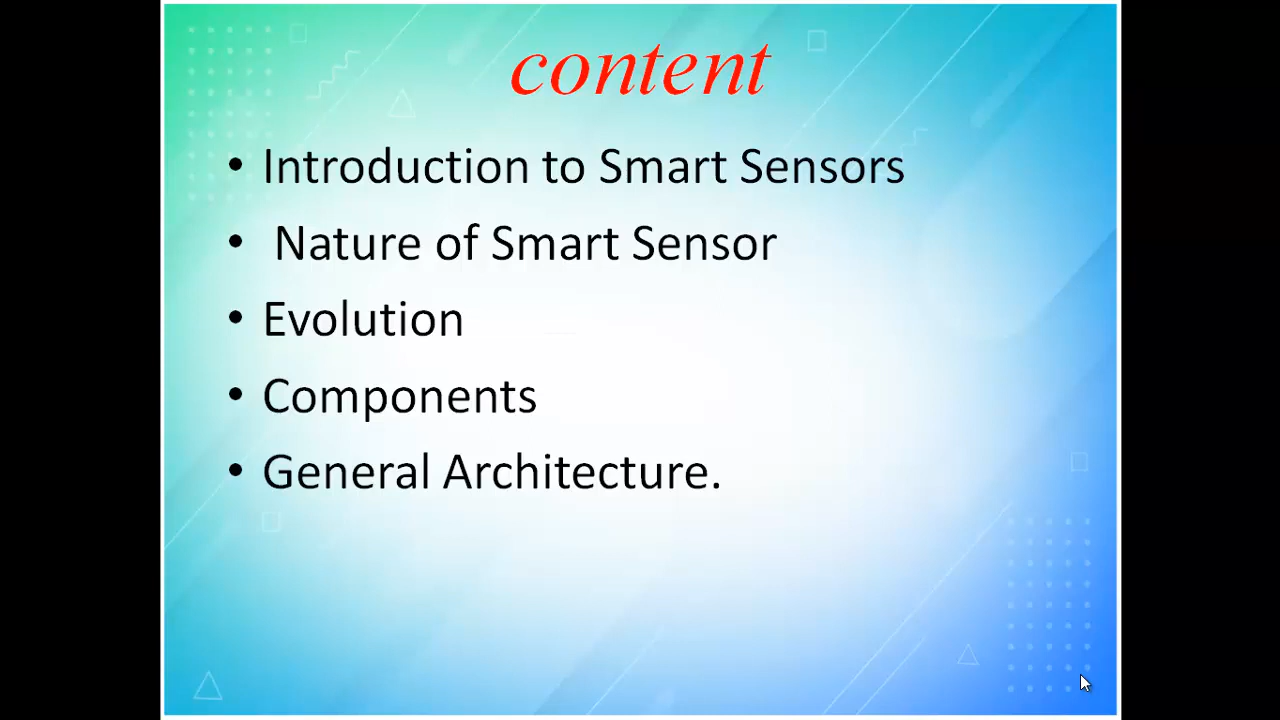 content
• Introduction to Smart Sensors
• Nature of Smart Sensor
• Evolution
• Components
• General Architecture.